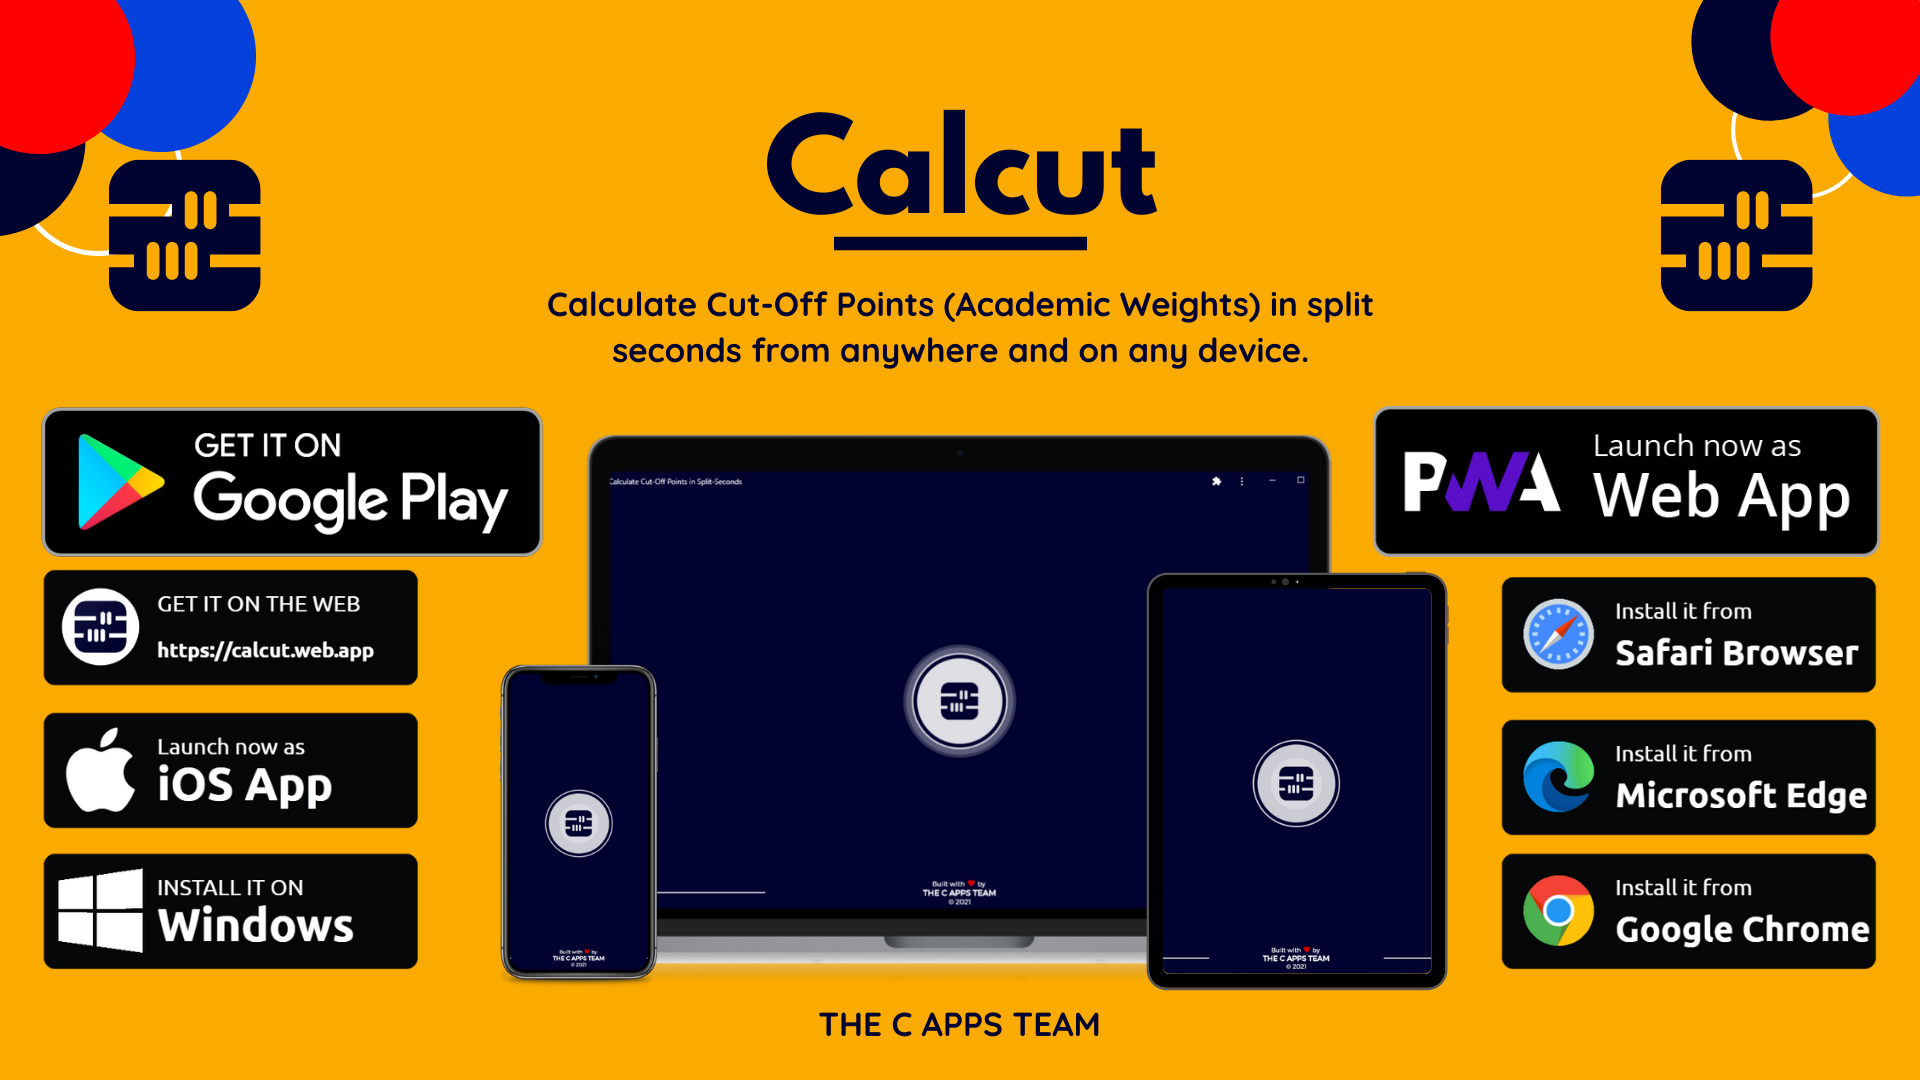 Calcut
Calculate Cut-Off Points (Academic Weights) in split
seconds from anywhere and on any device.
GET IT ON
Google Play
GET IT ON THE WEB
https://calcut.web.app
Launch now as
iOS App
INSTALL IT ON
Windows
Calculate Cut-Off Points in Split-Seconds
Built with ❤ by
THE C APPS TEAM
© 2021
Built with ❤ by
THE C APPS TEAM
© 2021
Built with ❤ by
THE C APPS TEAM
© 2021
PWA
Launch now as
Web App
Install it from
Safari Browser
Install it from
Microsoft Edge
Install it from
Google Chrome
THE C APPS TEAM